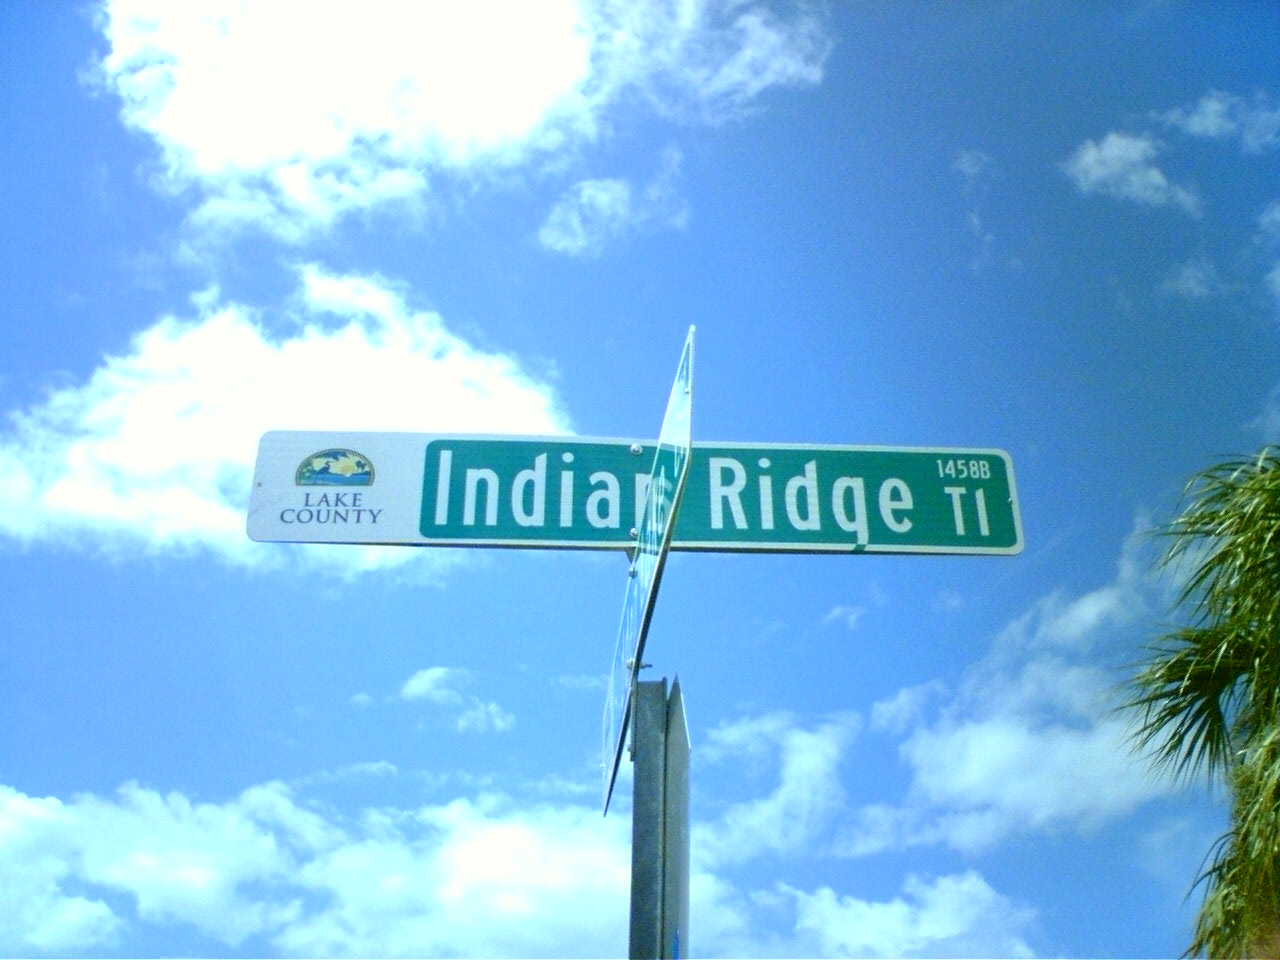 LAKE
COUNTY
Indian Ridge Tl
1458B